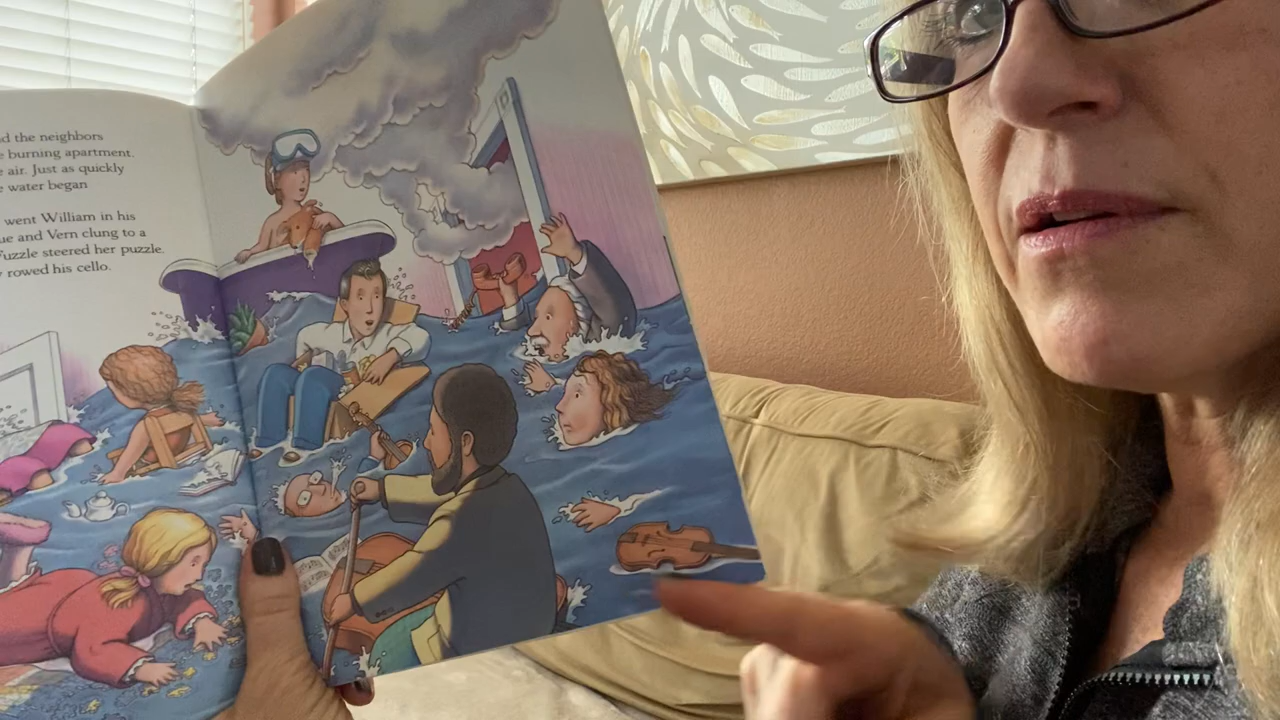 d the neighbors
burning apartment.
air. Just as quickly
water began
went William in his
ue and Vern clung to a
uzzle steered her puzzle.
rowed his cello.